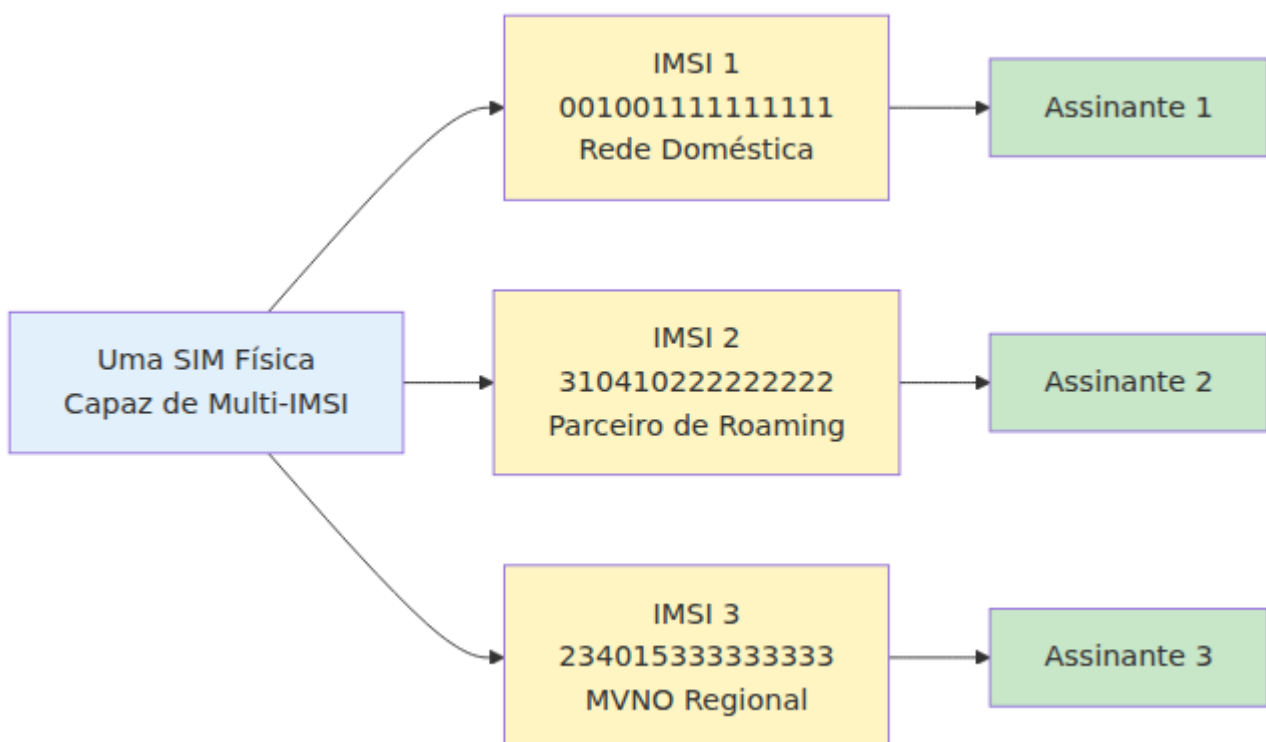 IMSI 1
001001111111111
Rede Doméstica
Assinante 1
Uma SIM Física
Capaz de Multi-IMSI
IMSI 2
310410222222222
Parceiro de Roaming
Assinante 2
IMSI 3
234015333333333
MVNO Regional
Assinante 3